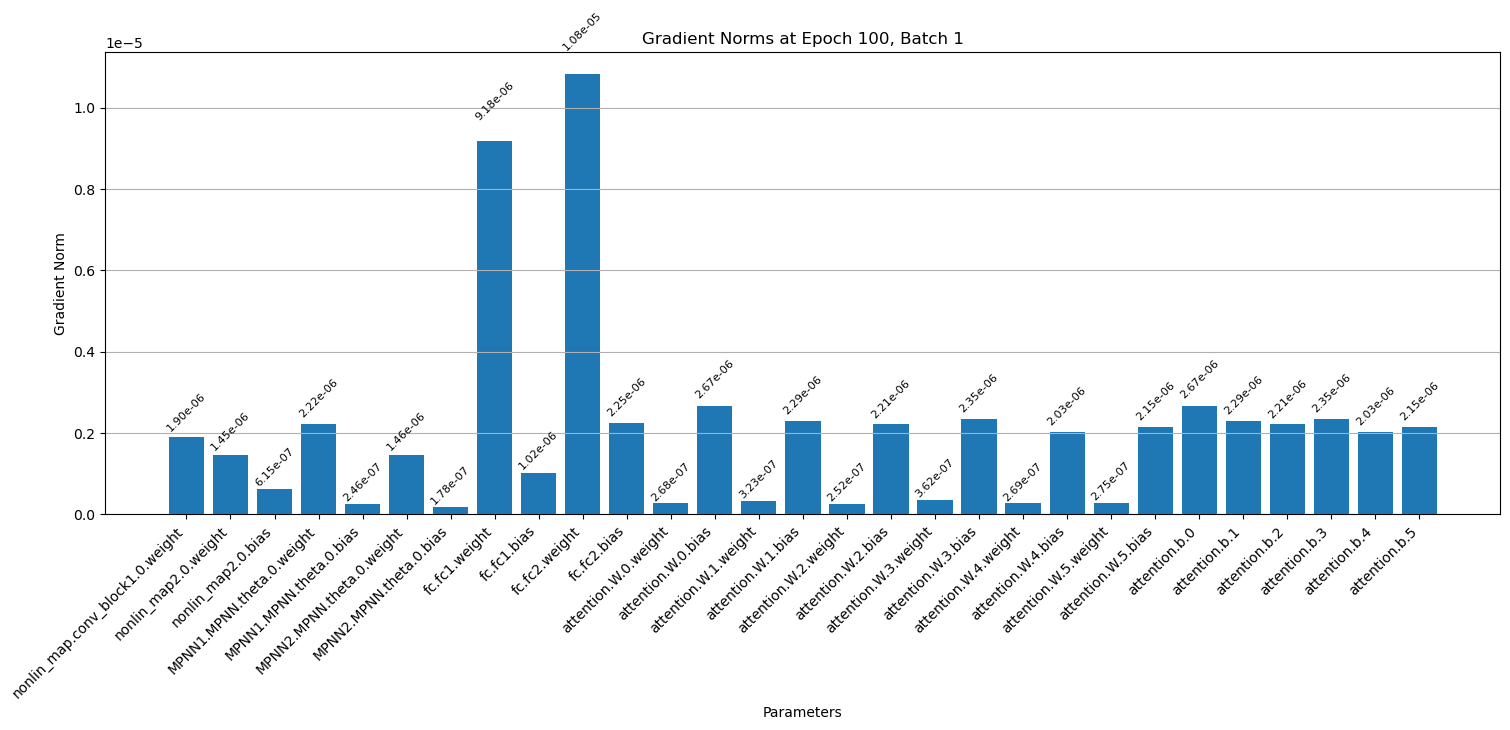 Gradient Norms at Epoch 100, Batch 1
1e−5
Gradient Norm
1.0
0.8
0.6
0.4
0.2
0.0
1.90e-06
1.45e-06
6.15e-07
2.22e-06
2.46e-07
1.46e-06
1.78e-07
9.18e-06
1.02e-06
1.08e-05
2.25e-06
2.68e-07
2.67e-06
3.23e-07
2.29e-06
2.52e-07
2.21e-06
3.62e-07
2.35e-06
2.69e-07
2.03e-06
2.75e-07
2.15e-06
2.67e-06
2.29e-06
2.21e-06
2.35e-06
2.03e-06
2.15e-06
nonlin_map.conv_block1.0.weight
nonlin_map2.0.weight
nonlin_map2.0.bias
MPNN1.MPNN.theta.0.weight
MPNN1.MPNN.theta.0.bias
MPNN2.MPNN.theta.0.weight
MPNN2.MPNN.theta.0.bias
fc.fc1.weight
fc.fc1.bias
fc.fc2.weight
fc.fc2.bias
attention.W.0.weight
attention.W.0.bias
attention.W.1.weight
attention.W.1.bias
attention.W.2.weight
attention.W.2.bias
attention.W.3.weight
attention.W.3.bias
attention.W.4.weight
attention.W.4.bias
attention.W.5.weight
attention.W.5.bias
attention.b.0
attention.b.1
attention.b.2
attention.b.3
attention.b.4
attention.b.5
Parameters